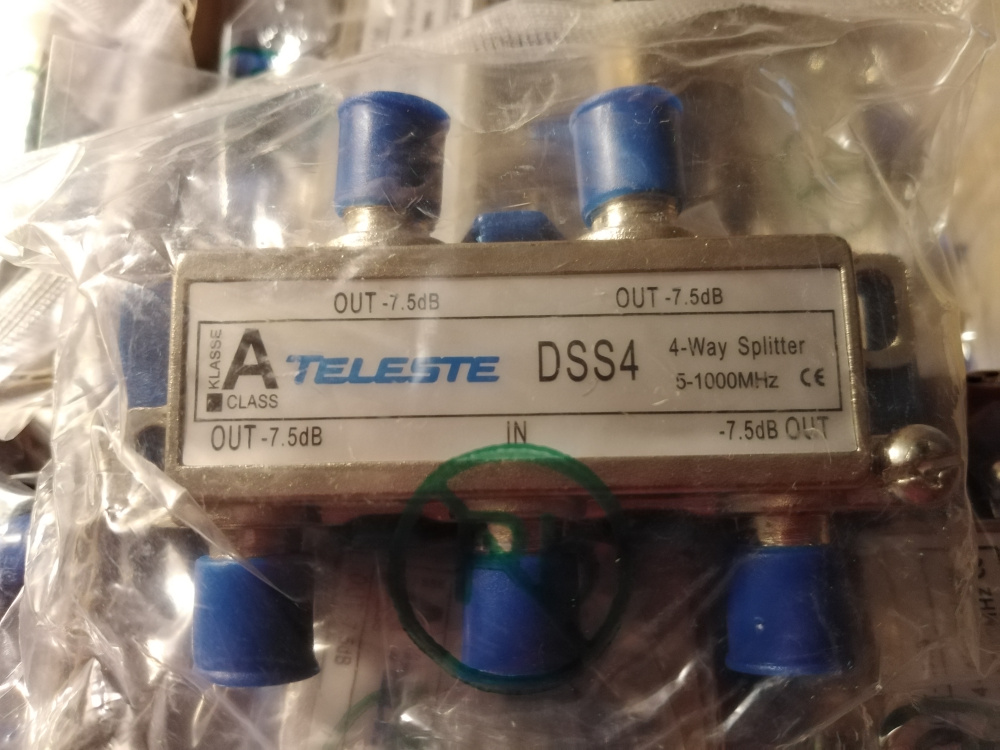 OUT -7.5dB
OUT -7.5dB
KLASSE
A
CLASS
TELESTE
DSS4
4-Way Splitter
5-1000MHz CE
OUT -7.5dB
IN
-7.5dB OUT